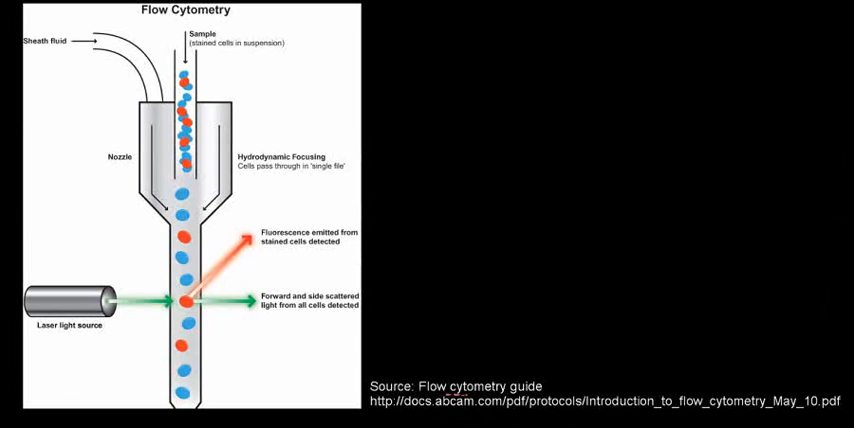 Flow Cytometry
Sheath fluid
Sample
(stained cells in suspension)
Nozzle
Hydrodynamic Focusing
Cells pass through in 'single file'
Fluorescence emitted from
stained cells detected
Forward and side scattered
light from all cells detected
Laser light source
Source: Flow cytometry guide
http://docs.abcam.com/pdf/protocols/Introduction_to_flow_cytometry_May_10.pdf